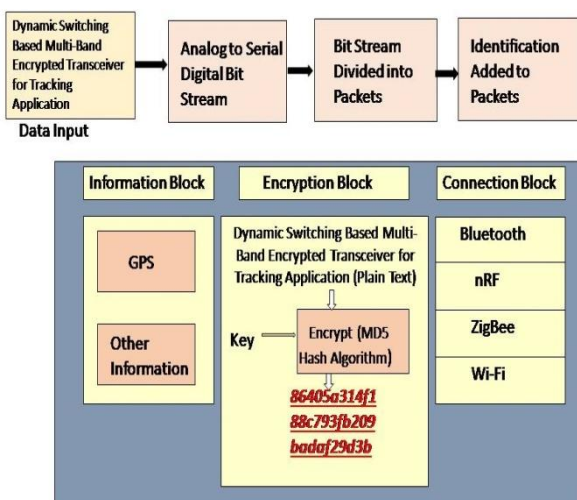 Dynamic Switching
Based Multi-Band
Encrypted Transceiver
for Tracking
Application
Data Input
Analog to Serial
Digital Bit
Stream
Bit Stream
Divided into
Packets
Identification
Added to
Packets
Information Block
GPS
Other
Information
Encryption Block
Dynamic Switching Based Multi-
Band Encrypted Transceiver for
Tracking Application (Plain Text)
Key
Encrypt (MD5
Hash Algorithm)
86405a314f1
88c793fb209
badaf29d3b
Connection Block
Bluetooth
nRF
ZigBee
Wi-Fi